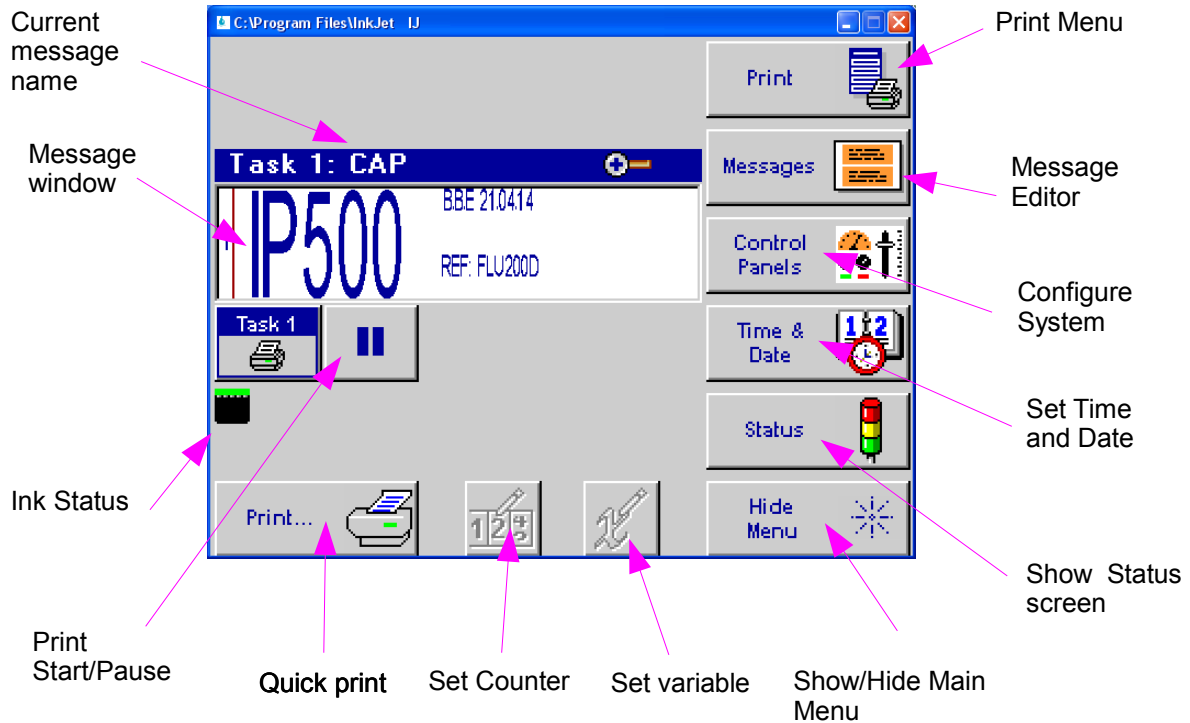 Current
message
name
C:\Program Files\InkJet IJ
Print Menu
Print
Message
window
Task 1: CAP
Messages
Message
Editor
IP500
B.B.E 21.04.14
REF: FLU200D
Control
Panels
Configure
System
Task 1
Time &
Date
1 2
Set Time
and Date
Status
Ink Status
Print...
12
Hide
Menu
Show Status
screen
Print
Start/Pause
Quick print
Set Counter
Set variable
Show/Hide Main
Menu